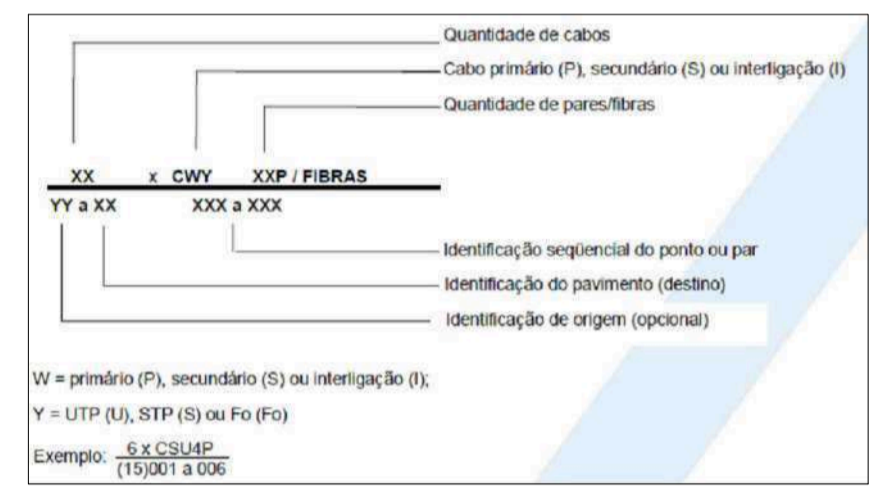 Quantidade de cabos
Cabo primário (P), secundário (S) ou interligação (I)
Quantidade de pares/fibras
XX x CWY XXP / FIBRAS
YY a XX XXX a XXX
Identificação seqüencial do ponto ou par
Identificação do pavimento (destino)
Identificação de origem (opcional)
W = primário (P), secundário (S) ou interligação (I);
Y = UTP (U), STP (S) ou Fo (Fo)
Exemplo: 6 x CSU4P
(15)001 a 006